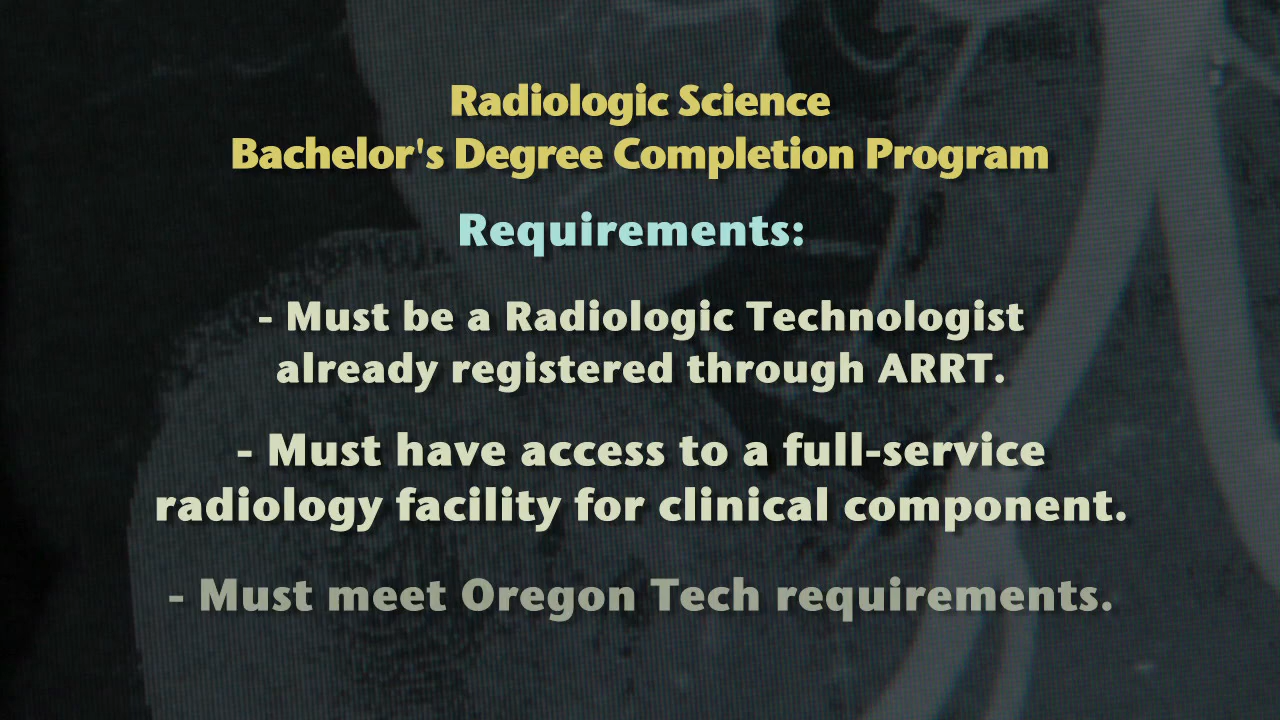 Radiologic Science
Bachelor's Degree Completion Program
Requirements:
- Must be a Radiologic Technologist
already registered through ARRT.
- Must have access to a full-service
radiology facility for clinical component.
- Must meet Oregon Tech requirements.